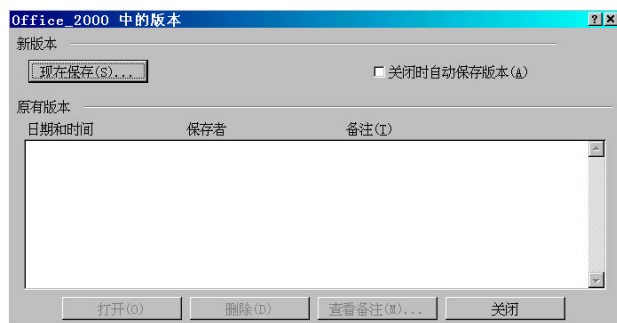 Office_2000 中的版本
新版本
现在保存(S)...
关闭时自动保存版本(A)
原有版本
日期和时间 保存者 备注(T)
打开(O) 删除(D) 查看备注(M)... 关闭